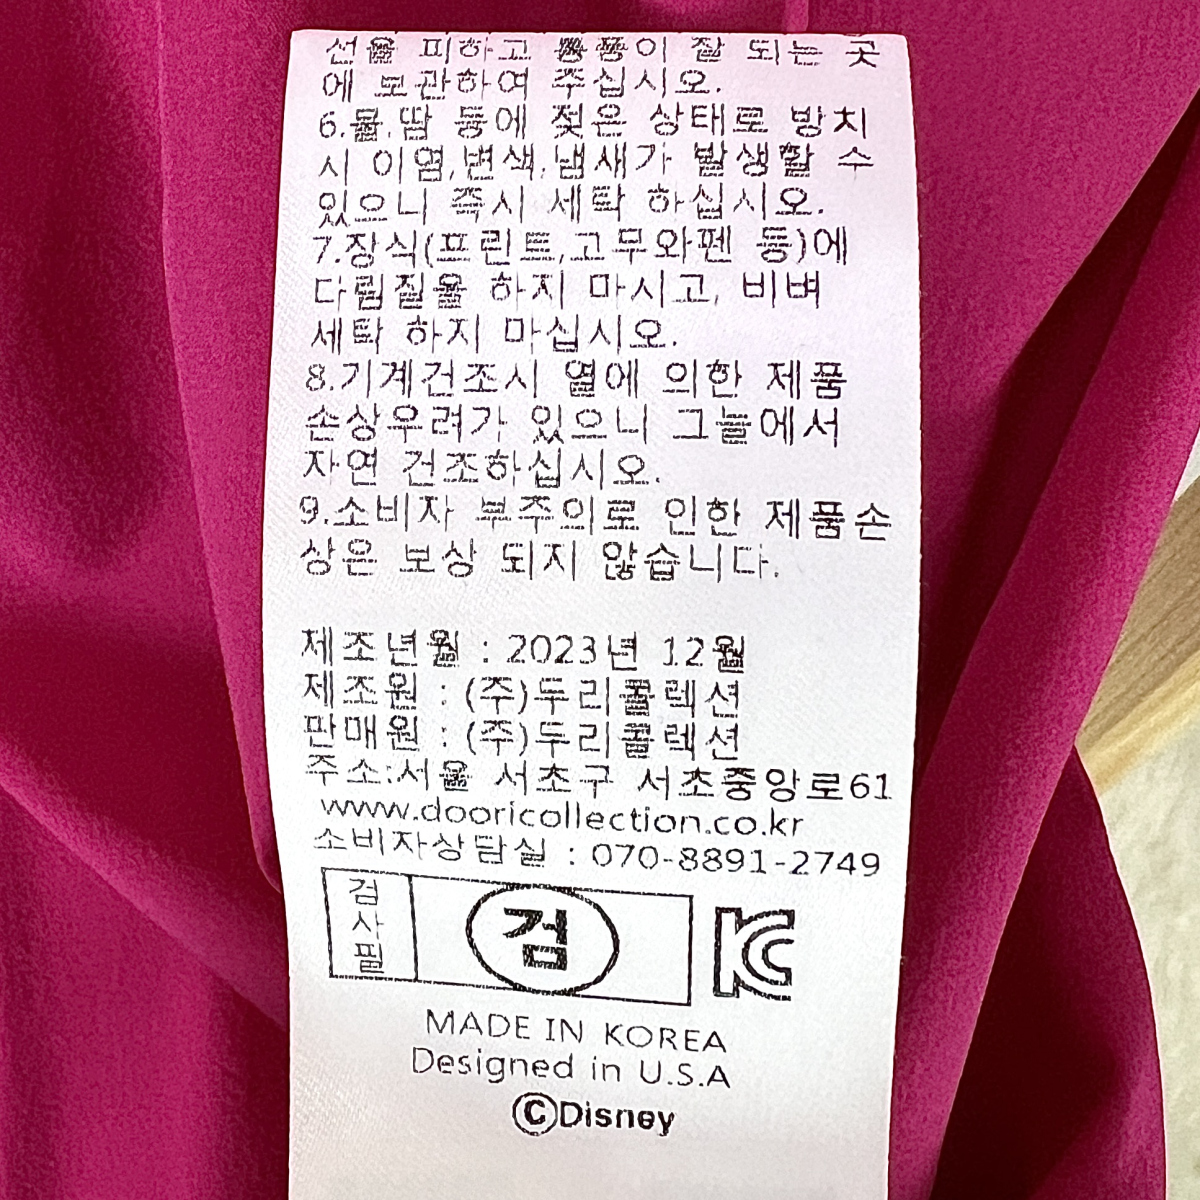 선을 피하고 통풍이 잘 되는 곳
에 보관하여 주십시오.
6.물,땀 등에 젖은 상태로 방치
시 이염,변색,냄새가 발생할 수
있으니 즉시 세탁 하십시오.
7.장식(프린트,고무와펜 등)에
다림질을 하지 마시고, 비벼
세탁 하지 마십시오.
8.기계건조시 열에 의한 제품
손상우려가 있으니 그늘에서
자연 건조하십시오.
9.소비자 부주의로 인한 제품손
상은 보상 되지 않습니다.
제조년월 : 2023년 12월
제조원 : (주)두리콜렉션
판매원 : (주)두리콜렉션
주소:서울 서초구 서초중앙로61
www.dooricollection.co.kr
소비자상담실 : 070-8891-2749
검사필
검
KC
MADE IN KOREA
Designed in U.S.A
©Disney